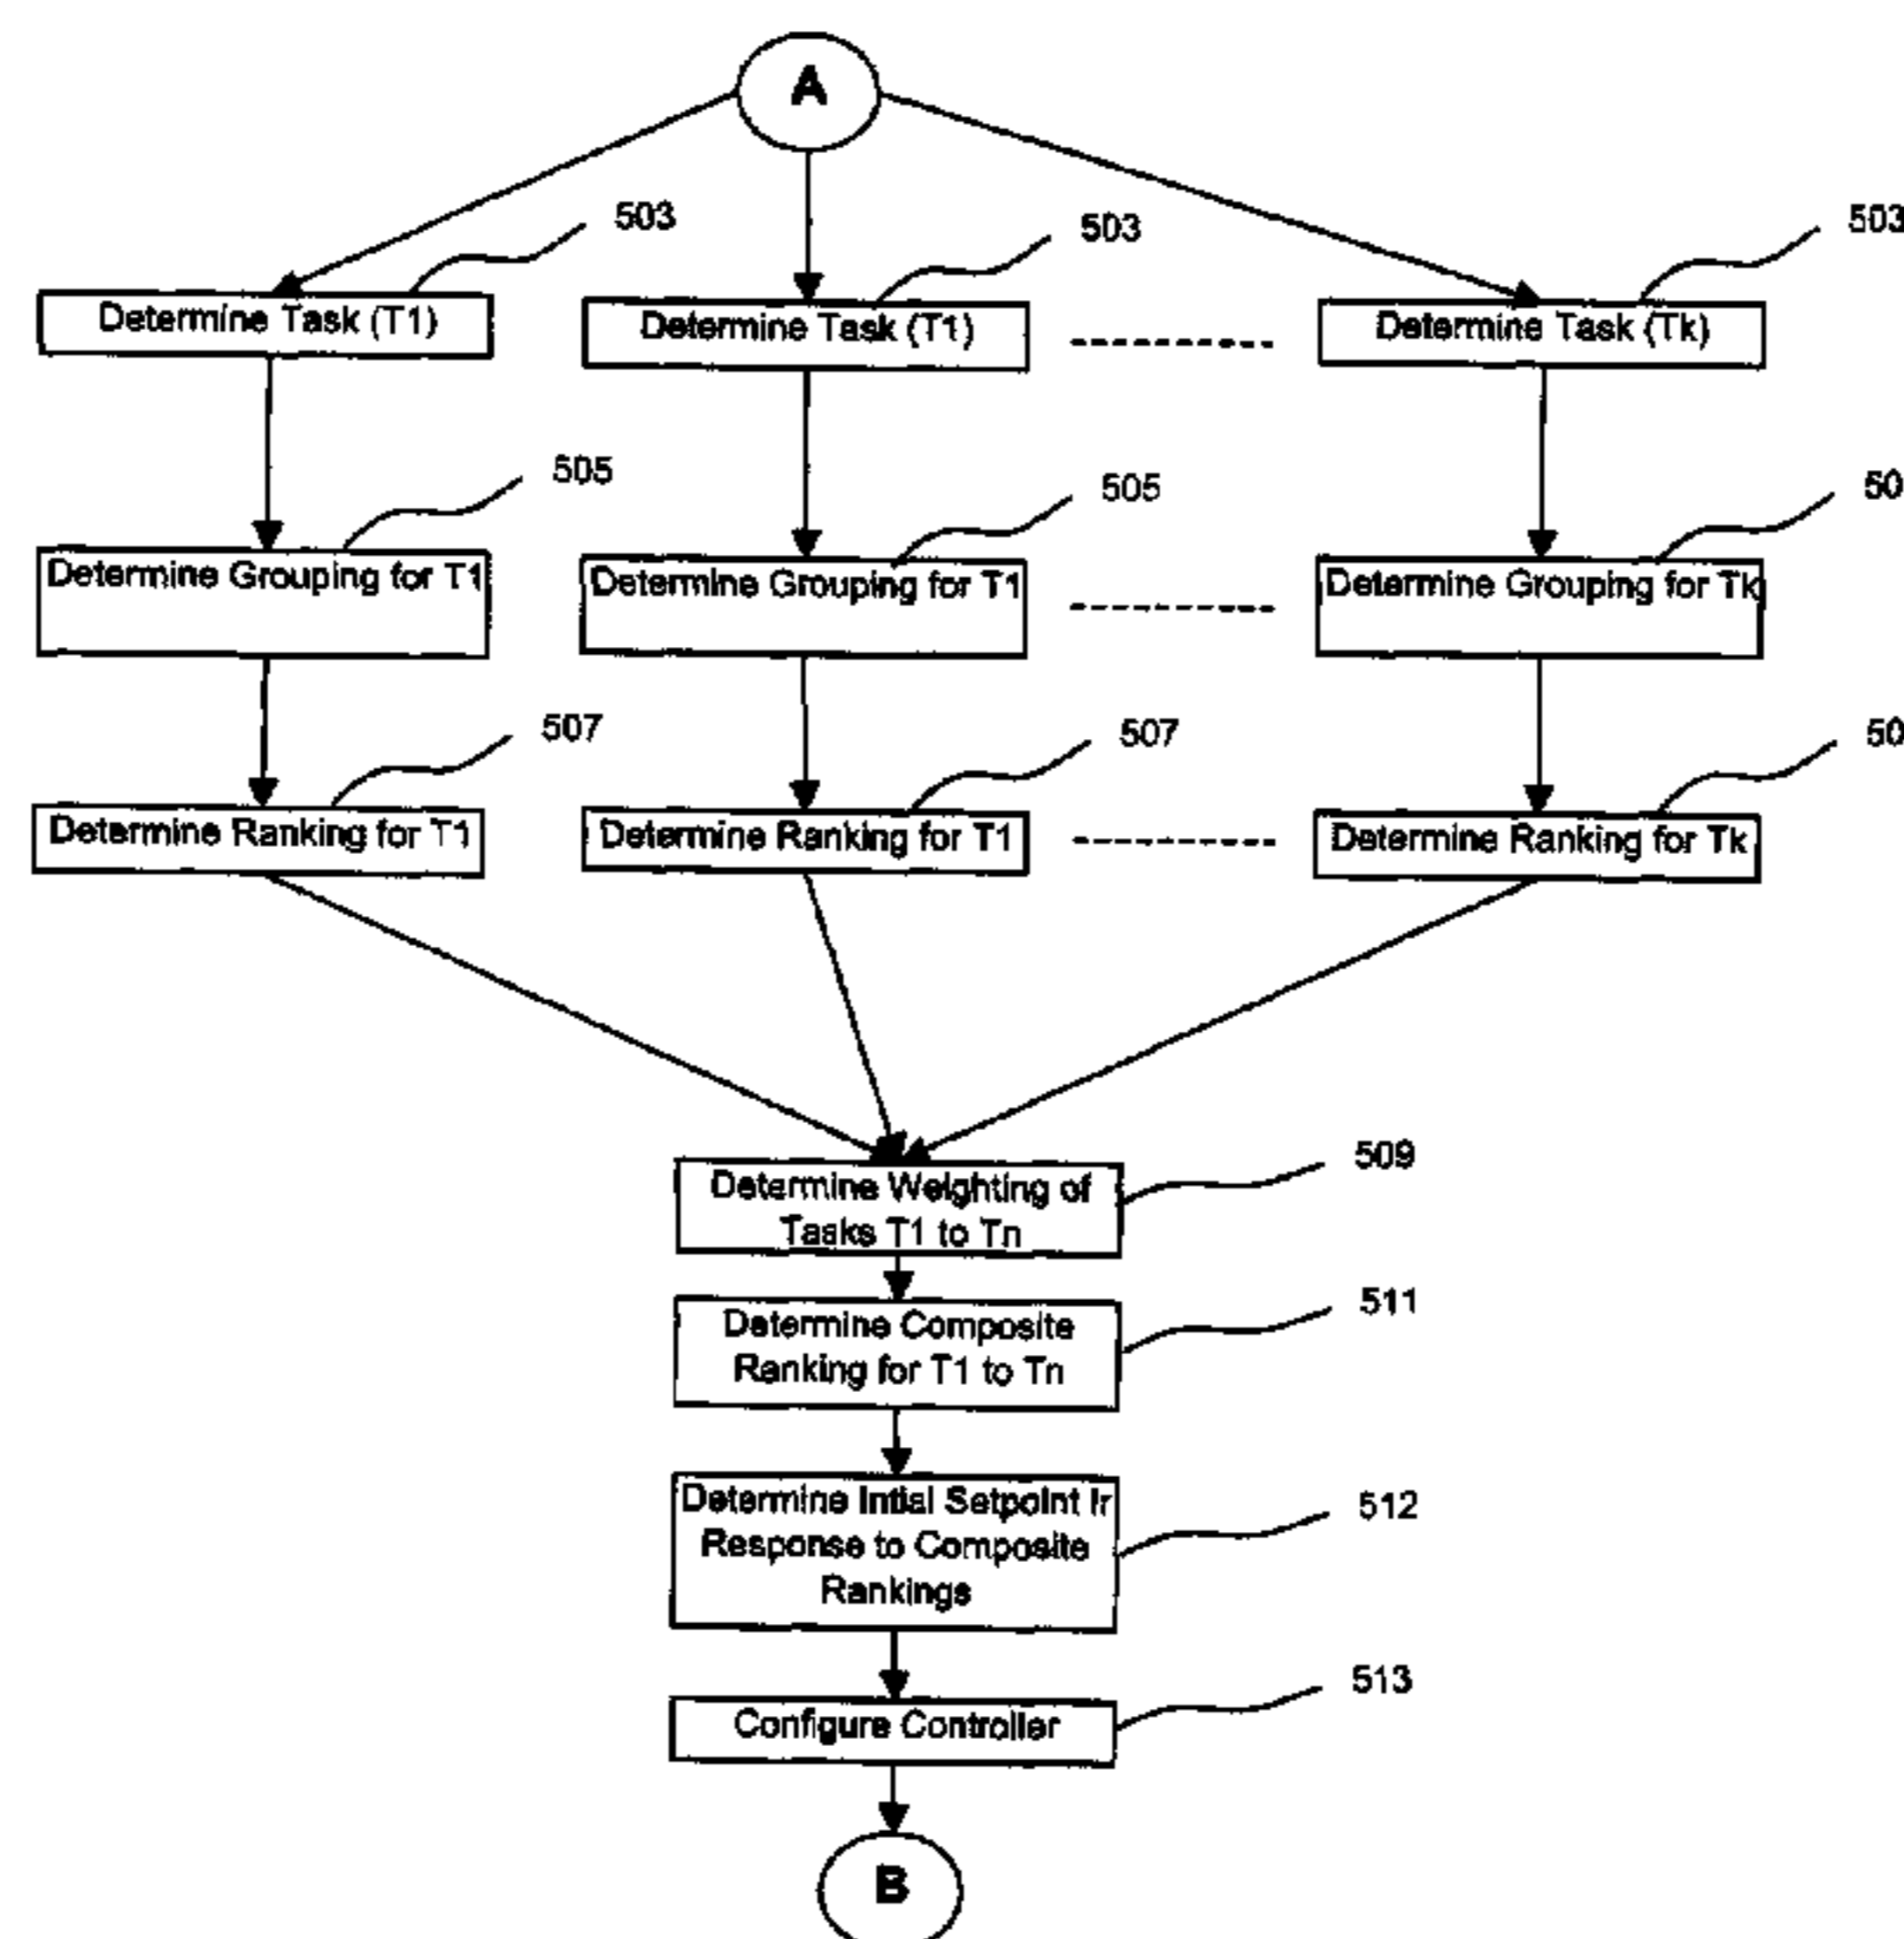 A
503
503
503
Determine Task (T1)
Determine Task (T1)
Determine Task (Tk)
505
505
50
Determine Grouping for T1
Determine Grouping for T1
Determine Grouping for Tk
507
507
50
Determine Ranking for T1
Determine Ranking for T1
Determine Ranking for Tk
509
Determine Weighting of
Tasks T1 to Tn
511
Determine Composite
Ranking for T1 to Tn
Determine Intial Setpoint Ir
512
Response to Composite
Rankings
513
Configure Controller
B